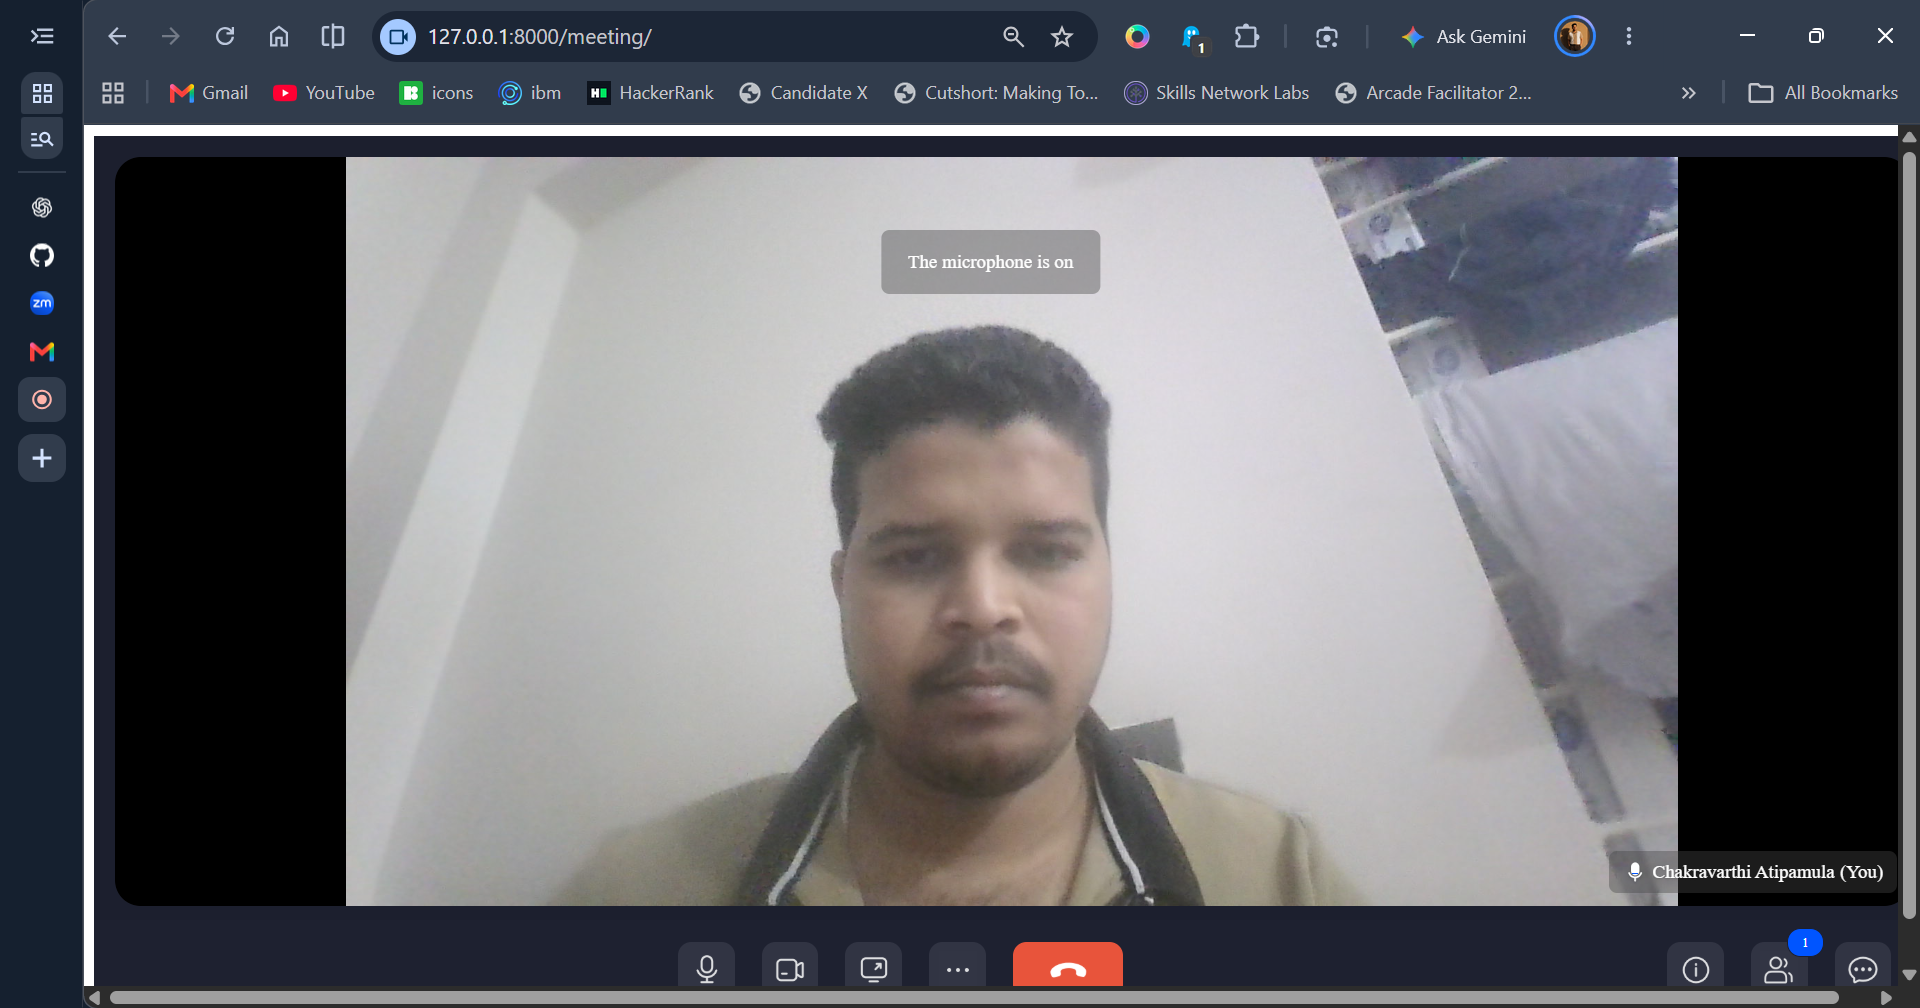 127.0.0.1:8000/meeting/
1
Ask Gemini
Gmail
YouTube
icons
ibm
HackerRank
Candidate X
Cutshort: Making To...
Skills Network Labs
Arcade Facilitator 2...
All Bookmarks
zm
The microphone is on
Chakravarthi Atipamula (You)
1